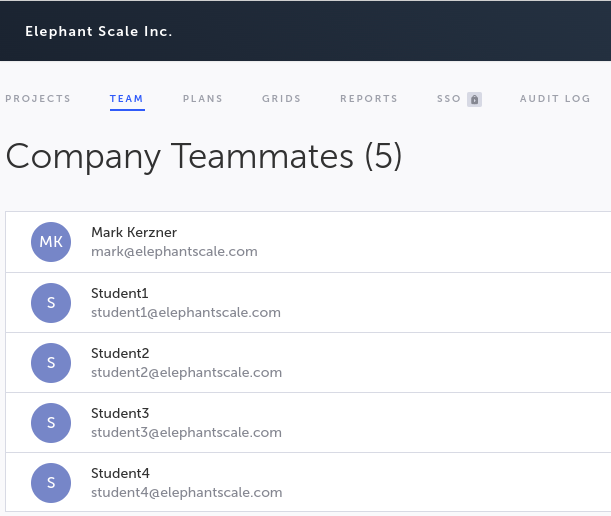 Elephant Scale Inc.
PROJECTS TEAM PLANS GRIDS REPORTS SSO AUDIT LOG
Company Teammates (5)
MK
Mark Kerzner
mark@elephantscale.com
S
Student1
student1@elephantscale.com
S
Student2
student2@elephantscale.com
S
Student3
student3@elephantscale.com
S
Student4
student4@elephantscale.com